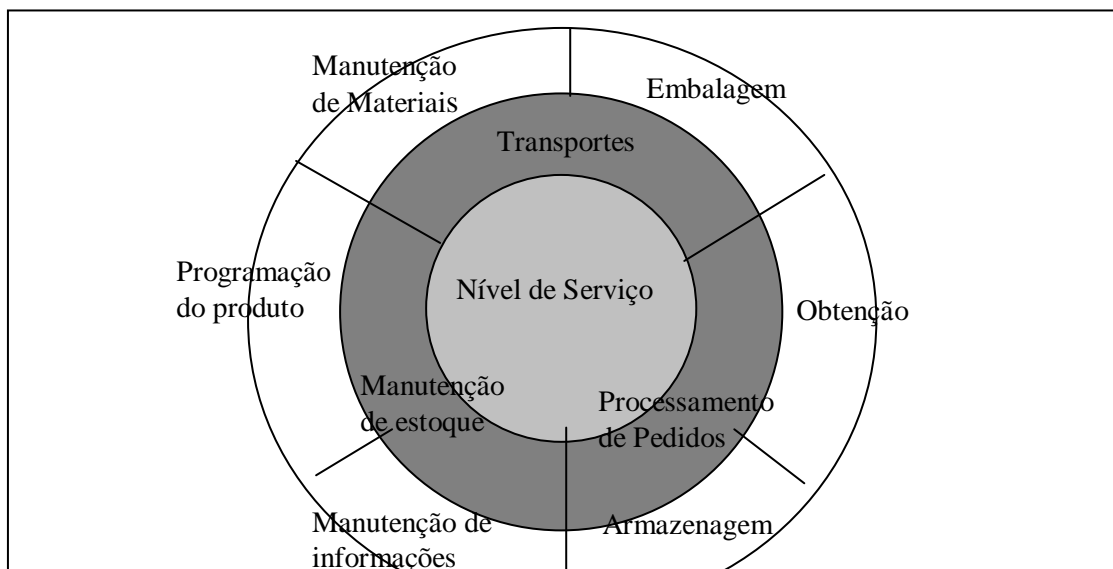 Manutenção
de Materiais
Embalagem
Transportes
Programação
do produto
Nível de Serviço
Obtenção
Manutenção
de estoque
Processamento
de Pedidos
Manutenção de
informações
Armazenagem